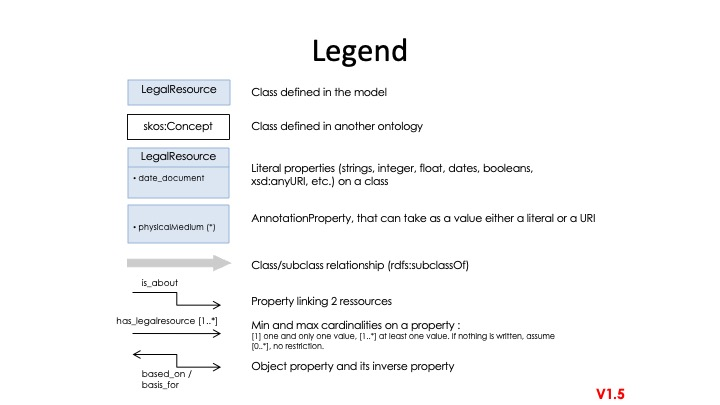 Legend
LegalResource
Class defined in the model
skos:Concept
Class defined in another ontology
LegalResource
• date_document
Literal properties (strings, integer, float, dates, booleans,
xsd:anyURI, etc.) on a class
• physicalMedium (*)
AnnotationProperty, that can take as a value either a literal or a URI
Class/subclass relationship (rdfs:subclassOf)
is_about
Property linking 2 ressources
has_legalresource [1..*]
Min and max cardinalities on a property :
[1] one and only one value, [1..*] at least one value. If nothing is written, assume
[0..*], no restriction.
Object property and its inverse property
based_on /
basis_for
V1.5